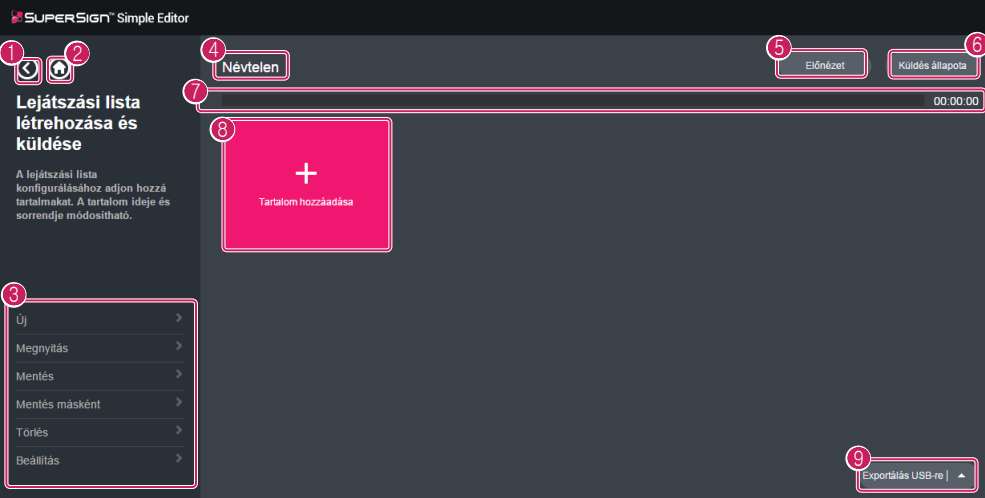 SUPERSIGN™ Simple Editor
1
2
4
Névtelen
5
Előnézet
6
Küldés állapota
7
00:00:00
Lejátszási lista
létrehozása és
küldése
A lejátszási lista
konfigurálásához adjon hozzá
tartalmakat. A tartalom ideje és
sorrendje módosítható.
8
+
Tartalom hozzáadása
3
Új
Megnyitás
Mentés
Mentés másként
Törlés
Beállítás
9
Exportálás USB-re